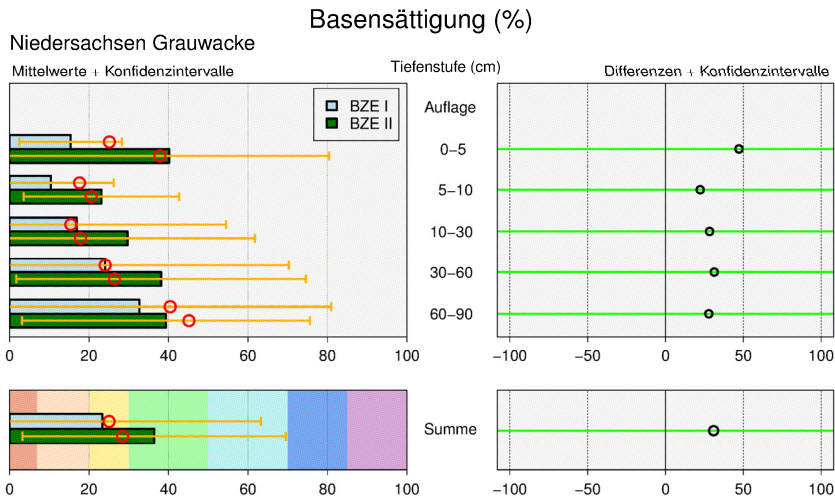 Basensättigung (%)
Niedersachsen Grauwacke
Mittelwerte + Konfidenzintervalle
Tiefenstufe (cm)
Differenzen + Konfidenzintervalle
BZE I
BZE II
Auflage
0−5
5−10
10−30
30−60
60−90
0 20 40 60 80 100
−100 −50 0 50 100
Summe
0 20 40 60 80 100
−100 −50 0 50 100